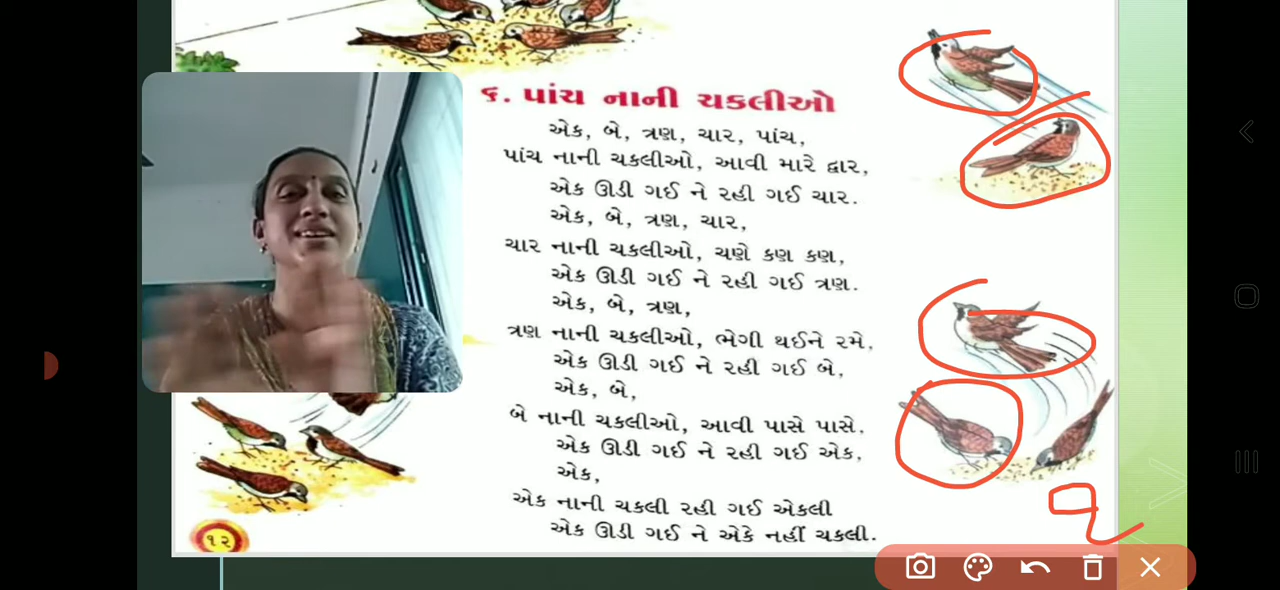 ૬. પાંચ નાની ચકલીઓ
એક, બે, ત્રણ, ચાર, પાંચ,
પાંચ નાની ચકલીઓ, આવી મારે દ્વાર,
એક ઊડી ગઈ ને રહી ગઈ ચાર.
એક, બે, ત્રણ, ચાર,
ચાર નાની ચકલીઓ, ચણે કણ કણ,
એક ઊડી ગઈ ને રહી ગઈ ત્રણ.
એક, બે, ત્રણ,
ત્રણ નાની ચકલીઓ, ભેગી થઈને રમે,
એક ઊડી ગઈ ને રહી ગઈ બે,
એક, બે,
બે નાની ચકલીઓ, આવી પાસે પાસે,
એક ઊડી ગઈ ને રહી ગઈ એક,
એક,
એક નાની ચકલી રહી ગઈ એકલી
એક ઊડી ગઈ ને એકે નહીં ચકલી.
૧૨